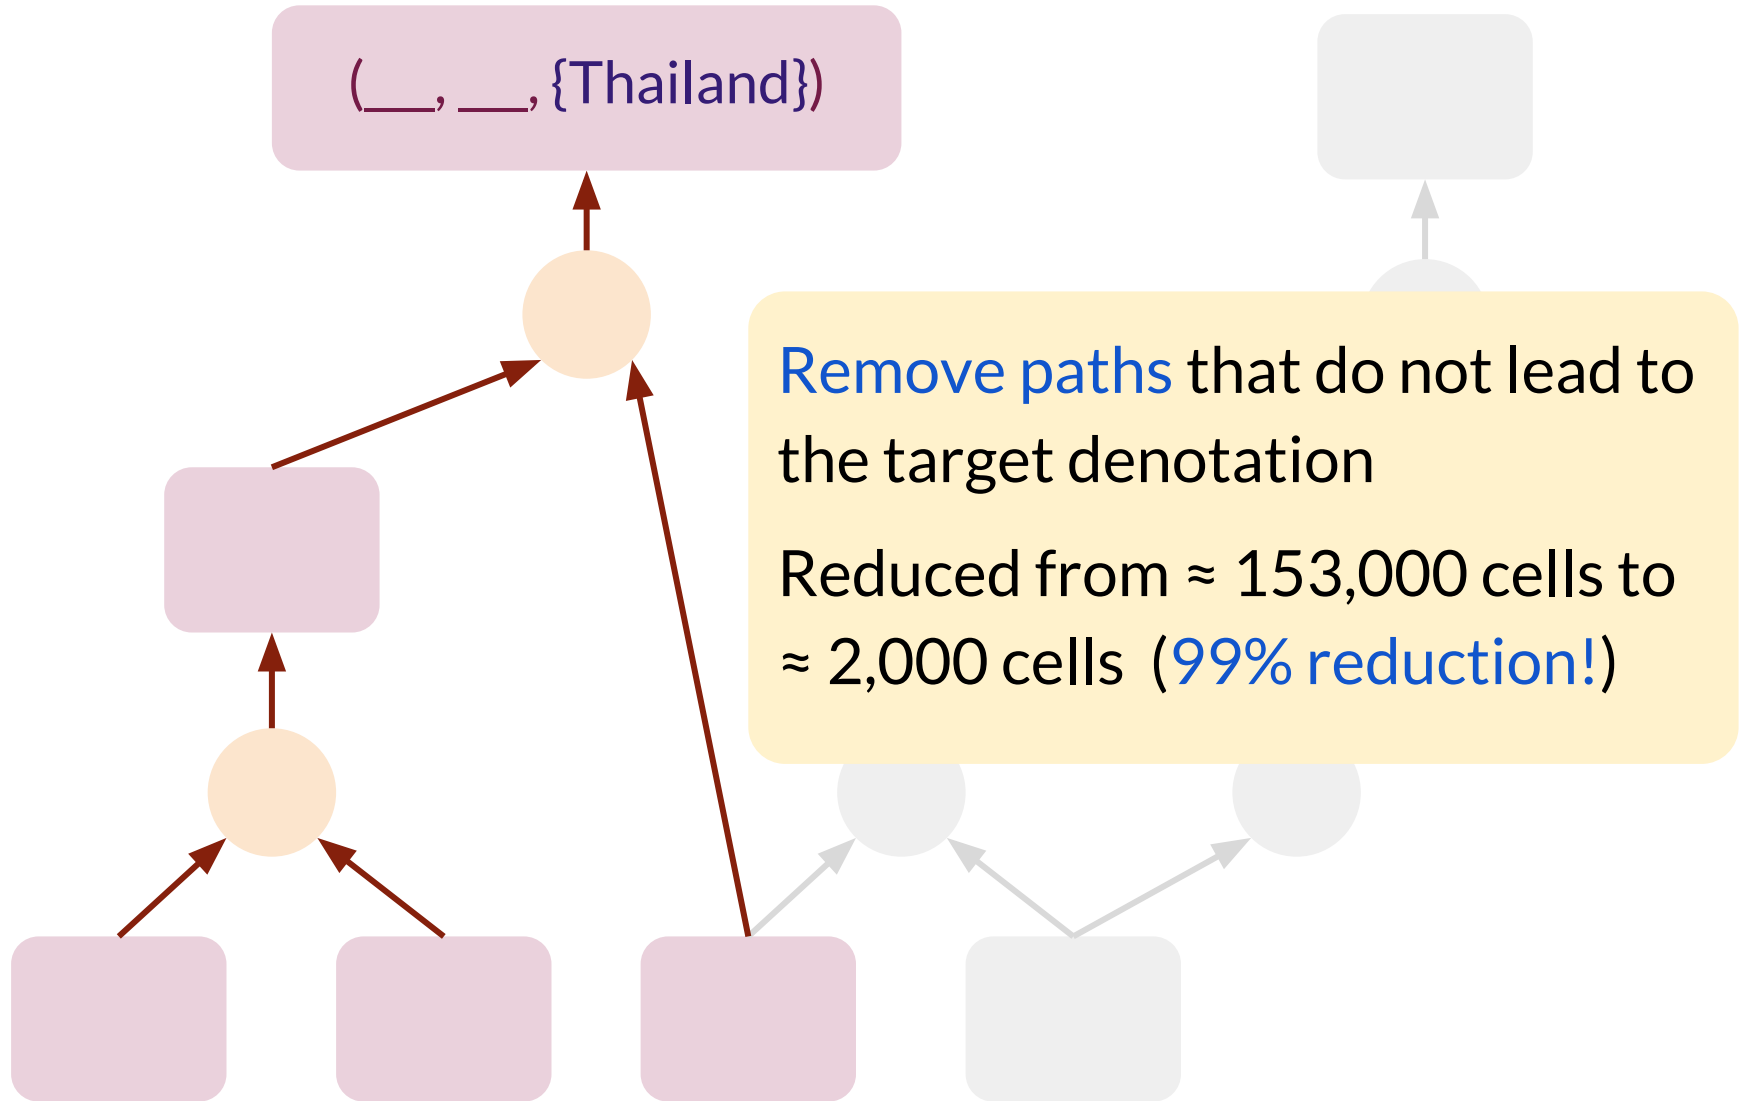 (___, ___, {Thailand})
Remove paths that do not lead to
the target denotation
Reduced from ≈ 153,000 cells to
≈ 2,000 cells (99% reduction!)